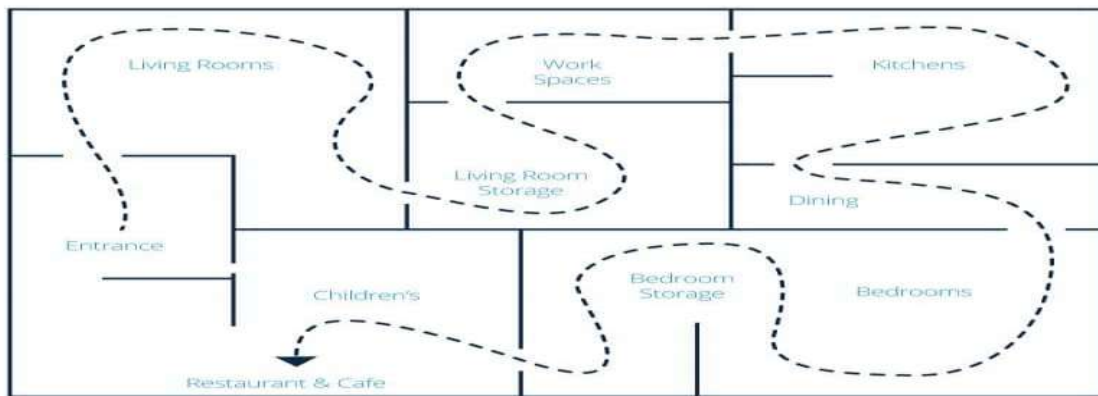 Living Rooms
Work
Spaces
Kitchens
Living Room
Storage
Dining
Entrance
Children's
Bedroom
Storage
Bedrooms
Restaurant & Cafe